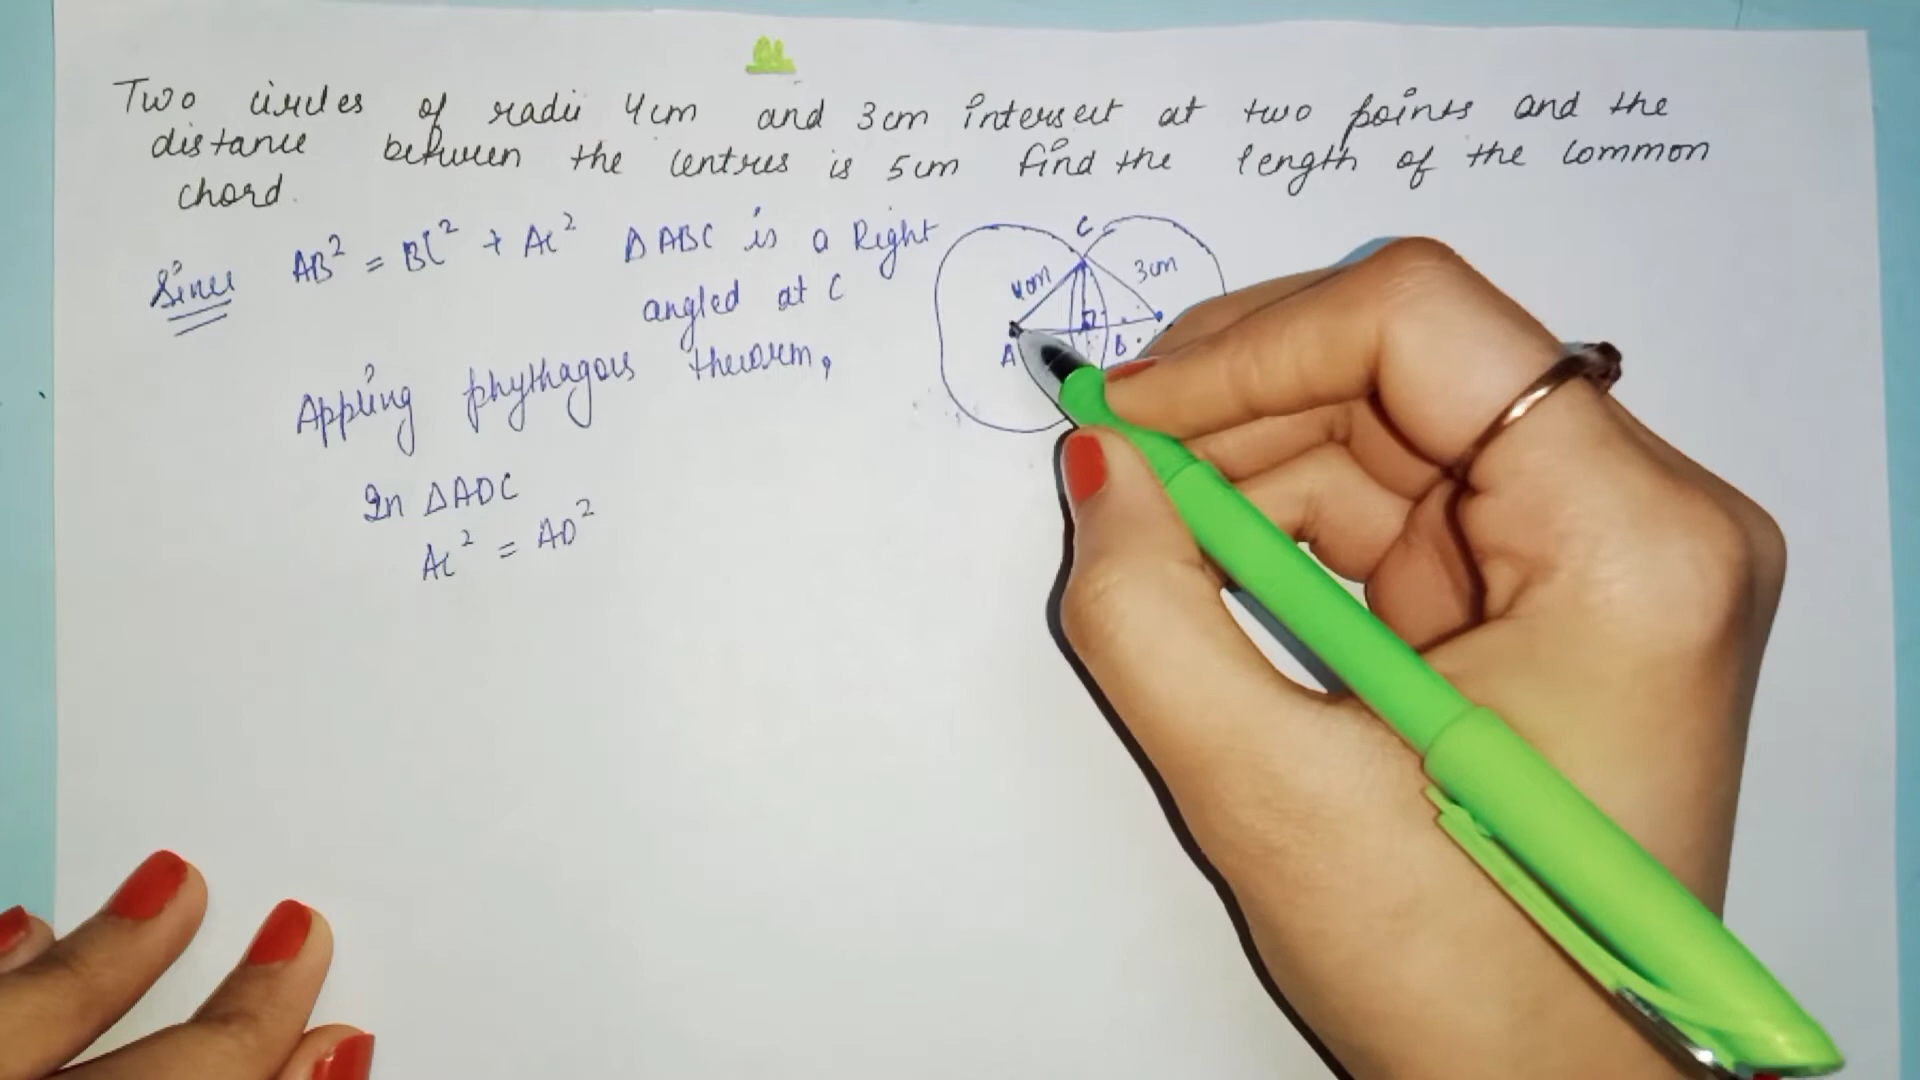 Two circles of radii 4cm and 3cm intersect at two points and the
distance between the centres is 5cm find the length of the common
chord.
Since AB² = BC² + AC² ΔABC is a Right
angled at C
Appling phythagous theorem,
In ΔADC
AC² = AD²
C
4cm
3cm
A
B